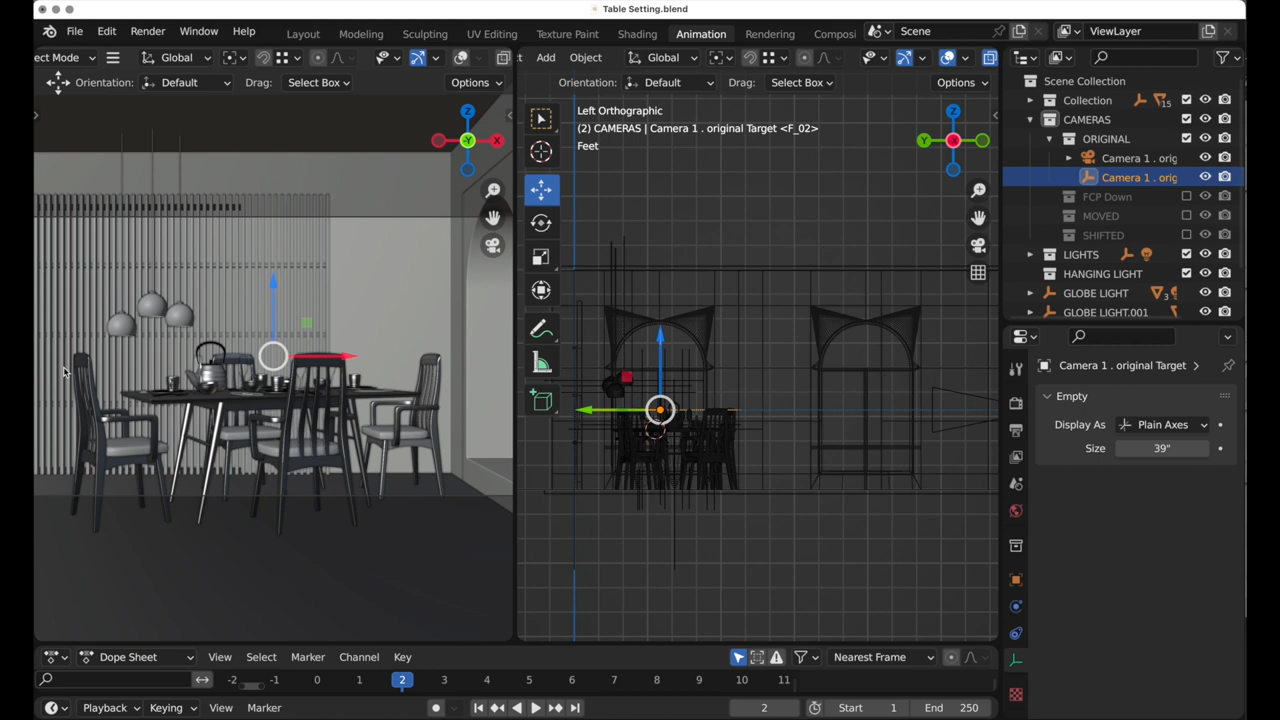 Table Setting.blend
File Edit Render Window Help Layout Modeling Sculpting UV Editing Texture Paint Shading Animation Rendering Composi Scene ViewLayer
ect Mode Global
Orientation: Default Drag: Select Box Options
t Add Object Global
Orientation: Default Drag: Select Box Options
Z
X
-Y
Left Orthographic
(2) CAMERAS | Camera 1 . original Target <F_02>
Feet
Z
Y
X
Scene Collection
Collection 15
CAMERAS
ORIGINAL
Camera 1 . orig
Camera 1 . orig
FCP Down
MOVED
SHIFTED
LIGHTS
HANGING LIGHT
GLOBE LIGHT 3
GLOBE LIGHT.001
Camera 1 . original Target
Empty
Display As Plain Axes
Size 39"
Dope Sheet View Select Marker Channel Key Nearest Frame
-2 -1 0 1 2 3 4 5 6 7 8 9 10 11
Playback Keying View Marker 2 Start 1 End 250